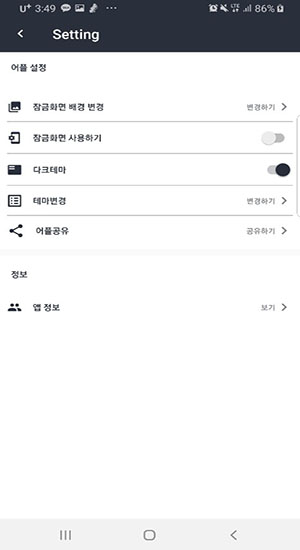 U+ 3:49 LTE 86%
Setting
어플 설정
잠금화면 배경 변경 변경하기
잠금화면 사용하기
다크테마
테마변경 변경하기
어플공유 공유하기
정보
앱 정보 보기